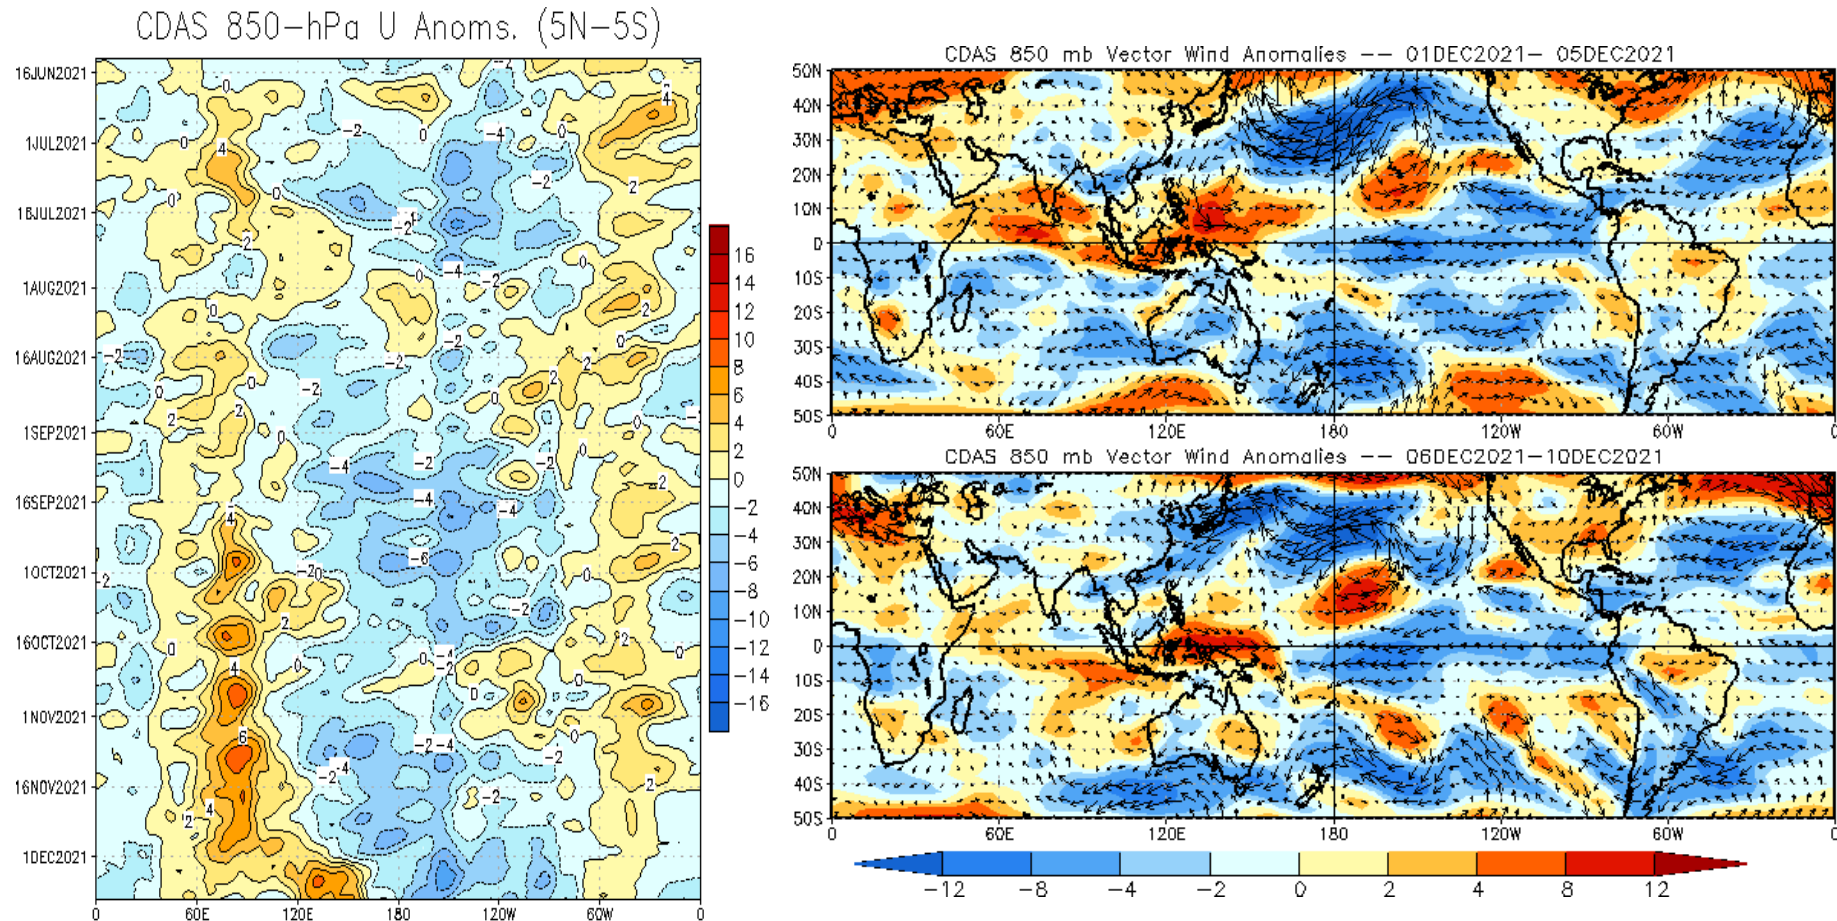 CDAS 850-hPa U Anoms. (5N-5S)
16JUN2021
1JUL2021
16JUL2021
1AUG2021
16AUG2021
1SEP2021
16SEP2021
1OCT2021
16OCT2021
1NOV2021
16NOV2021
1DEC2021
0 60E 120E 180 120W 60W 0
16
14
12
10
8
6
4
2
0
-2
-4
-6
-8
-10
-12
-14
-16
CDAS 850 mb Vector Wind Anomalies -- 01DEC2021- 05DEC2021
50N
40N
30N
20N
10N
0
10S
20S
30S
40S
50S
0 60E 120E 180 120W 60W 0
CDAS 850 mb Vector Wind Anomalies -- 06DEC2021-10DEC2021
50N
40N
30N
20N
10N
0
10S
20S
30S
40S
50S
0 60E 120E 180 120W 60W 0
-12 -8 -4 -2 0 2 4 8 12